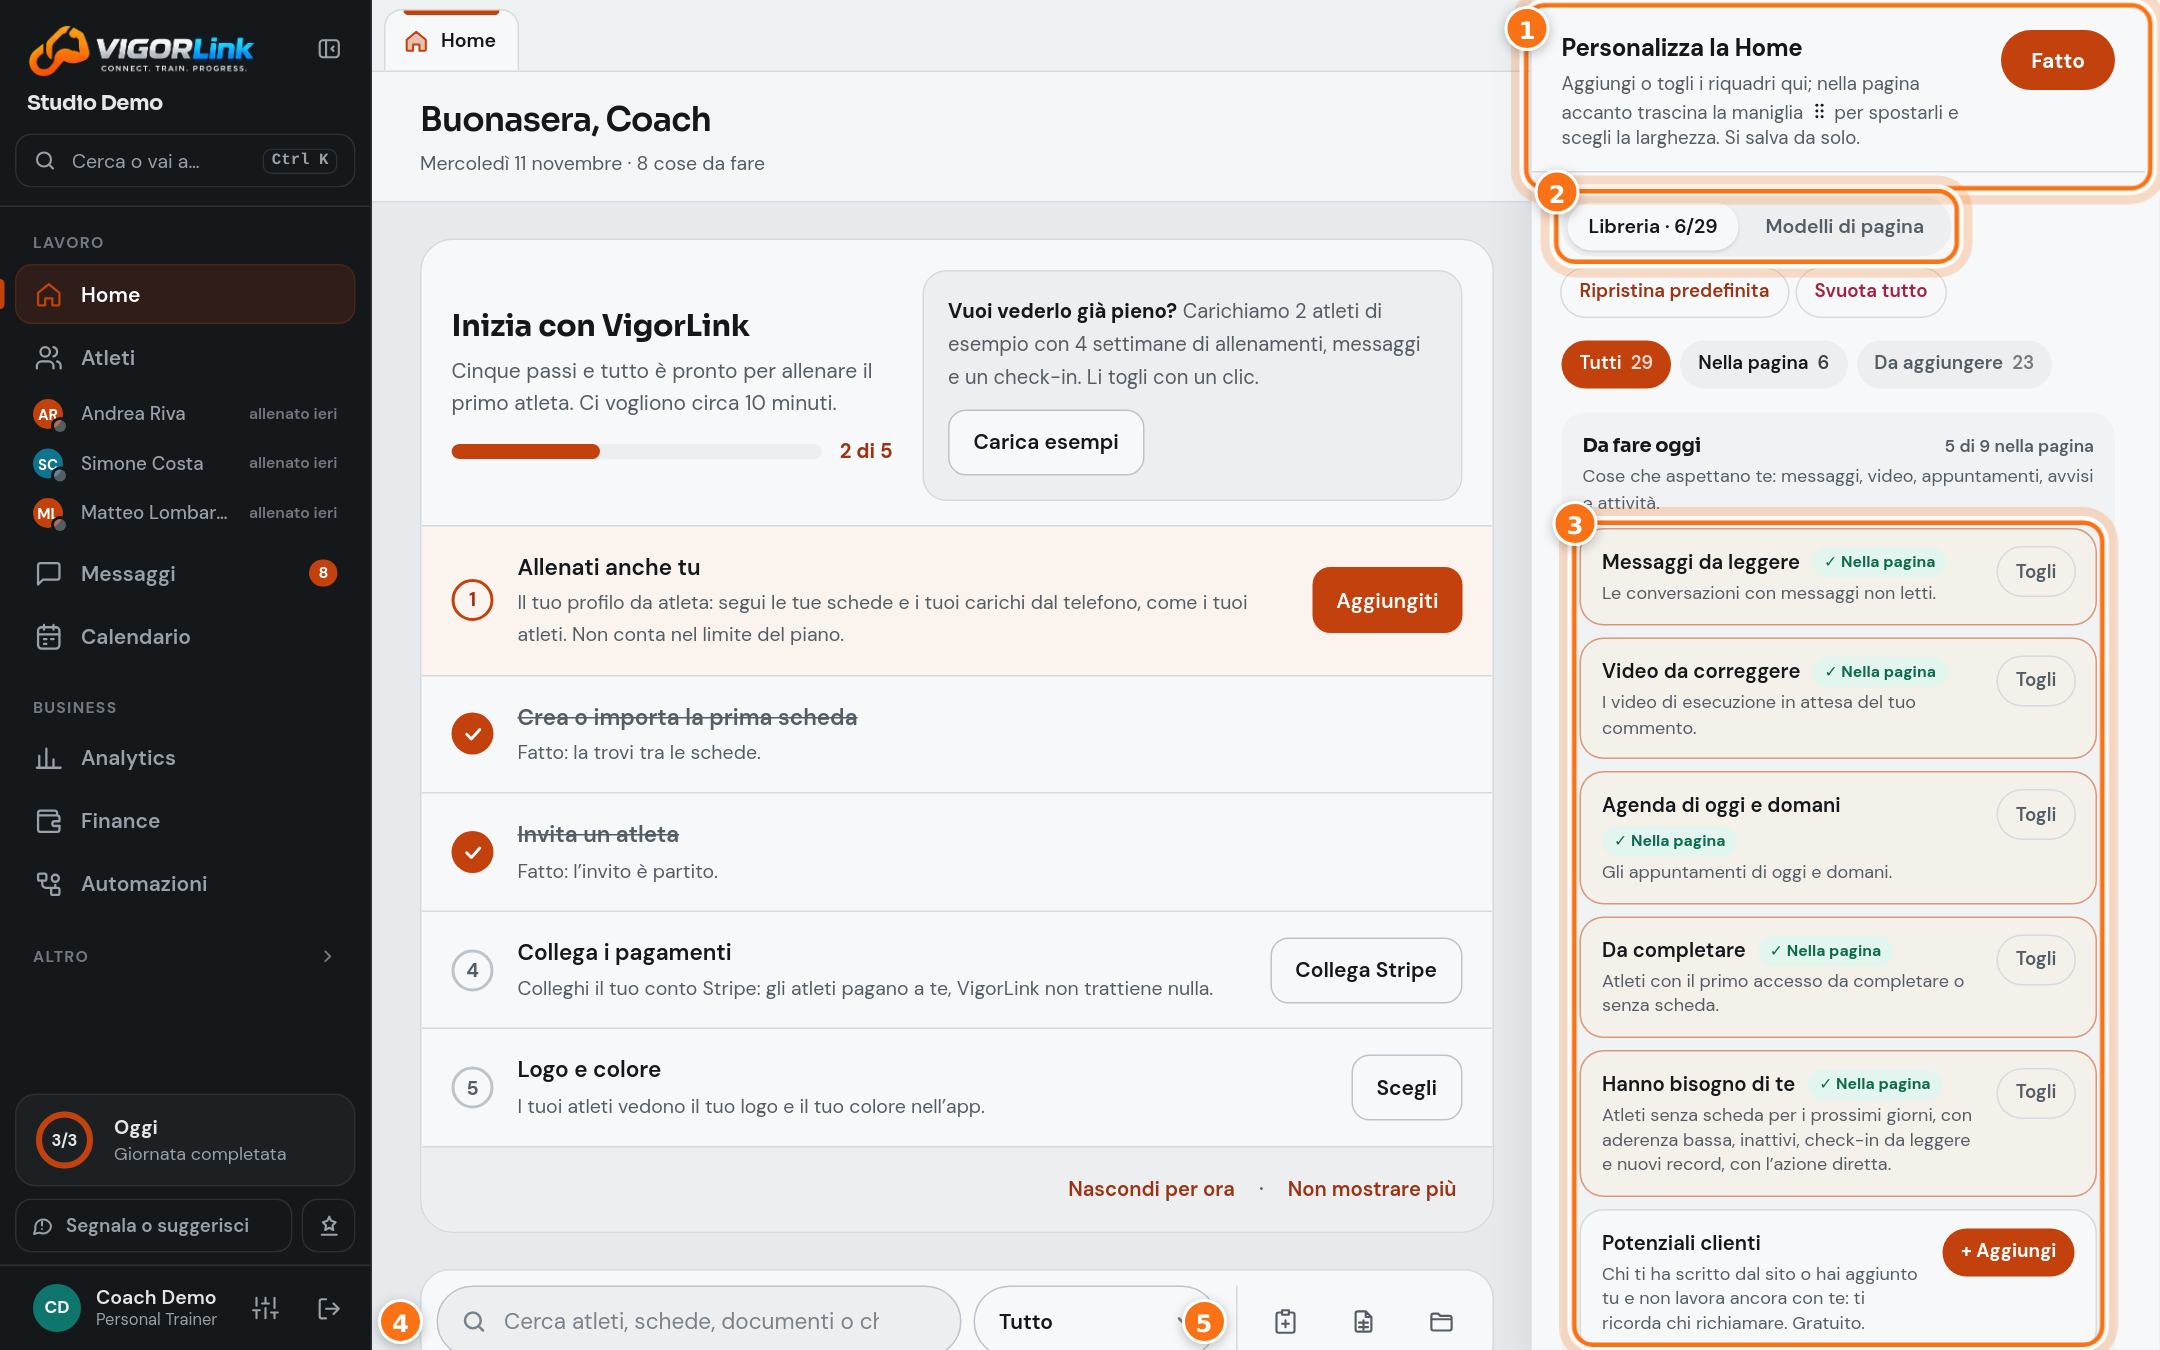 VIGORLink
CONNECT. TRAIN. PROGRESS.
Studio Demo
Cerca o vai a...
Ctrl K
LAVORO
Home
Atleti
AR
Andrea Riva
allenato ieri
SC
Simone Costa
allenato ieri
Matteo Lombar...
allenato ieri
Messaggi
8
Calendario
BUSINESS
Analytics
Finance
Automazioni
ALTRO
3/3
Oggi
Giornata completata
Segnala o suggerisci
CD
Coach Demo
Personal Trainer
Home
Buonasera, Coach
Mercoledì 11 novembre · 8 cose da fare
Inizia con VigorLink
Cinque passi e tutto è pronto per allenare il
primo atleta. Ci vogliono circa 10 minuti.
2 di 5
Vuoi vederlo già pieno? Carichiamo 2 atleti di
esempio con 4 settimane di allenamenti, messaggi
e un check-in. Li togli con un clic.
Carica esempi
1
Allenati anche tu
Il tuo profilo da atleta: segui le tue schede e i tuoi carichi dal telefono, come i tuoi
atleti. Non conta nel limite del piano.
Aggiungiti
Crea o importa la prima scheda
Fatto: la trovi tra le schede.
Invita un atleta
Fatto: l'invito è partito.
4
Collega i pagamenti
Colleghi il tuo conto Stripe: gli atleti pagano a te, VigorLink non trattiene nulla.
Collega Stripe
5
Logo e colore
I tuoi atleti vedono il tuo logo e il tuo colore nell'app.
Scegli
Nascondi per ora · Non mostrare più
4
Cerca atleti, schede, documenti o
Tutto
5
1
Personalizza la Home
Aggiungi o togli i riquadri qui; nella pagina
accanto trascina la maniglia ⠿ per spostarli e
scegli la larghezza. Si salva da solo.
Fatto
2
Libreria · 6/29
Modelli di pagina
Ripristina predefinita
Svuota tutto
Tutti 29
Nella pagina 6
Da aggiungere 23
Da fare oggi
5 di 9 nella pagina
Cose che aspettano te: messaggi, video, appuntamenti, avvisi
e attività.
3
Messaggi da leggere
✓ Nella pagina
Togli
Le conversazioni con messaggi non letti.
Video da correggere
✓ Nella pagina
Togli
I video di esecuzione in attesa del tuo
commento.
Agenda di oggi e domani
✓ Nella pagina
Togli
Gli appuntamenti di oggi e domani.
Da completare
✓ Nella pagina
Togli
Atleti con il primo accesso da completare o
senza scheda.
Hanno bisogno di te
✓ Nella pagina
Togli
Atleti senza scheda per i prossimi giorni, con
aderenza bassa, inattivi, check-in da leggere
e nuovi record, con l'azione diretta.
Potenziali clienti
+ Aggiungi
Chi ti ha scritto dal sito o hai aggiunto
tu e non lavora ancora con te: ti
ricorda chi richiamare. Gratuito.